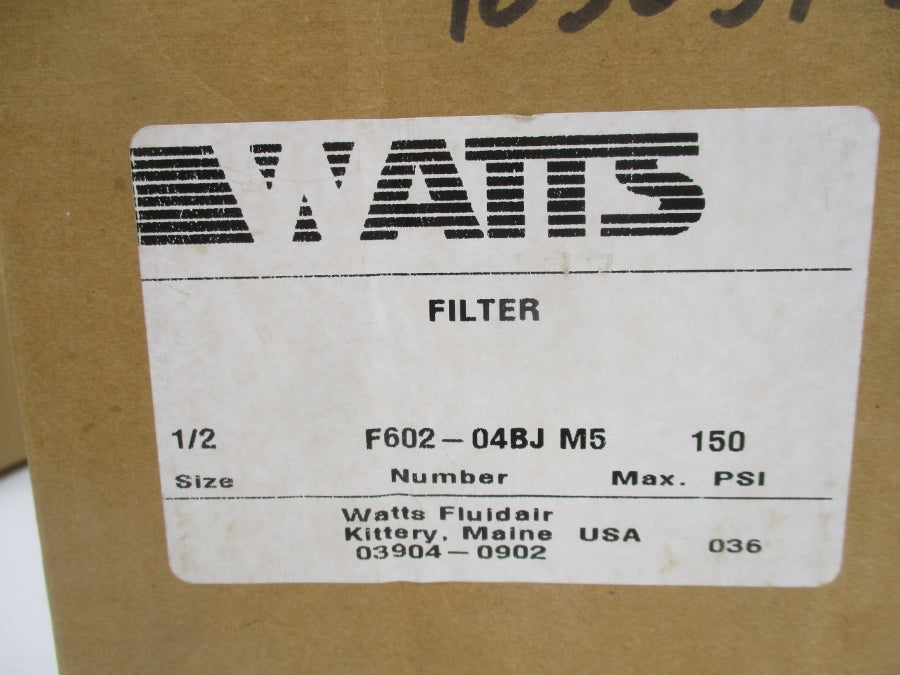 WATTS
FILTER
1/2 F602-04BJ M5 150
Size Number Max. PSI
Watts Fluidair
Kittery, Maine USA
03904-0902 036